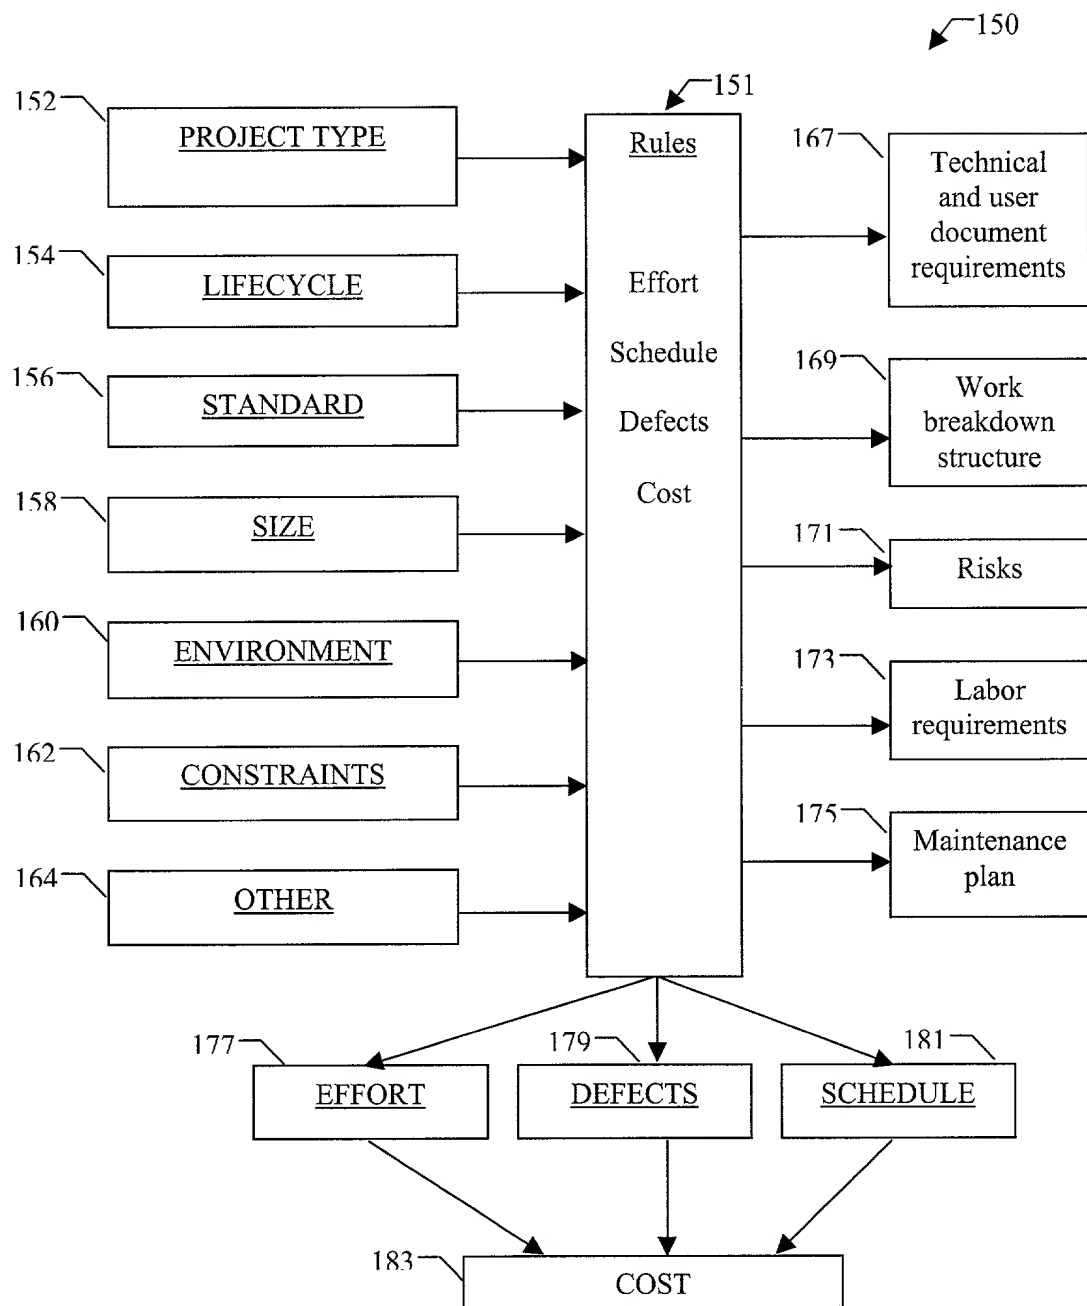 150
152
PROJECT TYPE
154
LIFECYCLE
156
STANDARD
158
SIZE
160
ENVIRONMENT
162
CONSTRAINTS
164
OTHER
151
Rules
Effort
Schedule
Defects
Cost
167
Technical
and user
document
requirements
169
Work
breakdown
structure
171
Risks
173
Labor
requirements
175
Maintenance
plan
177
EFFORT
179
DEFECTS
181
SCHEDULE
183
COST